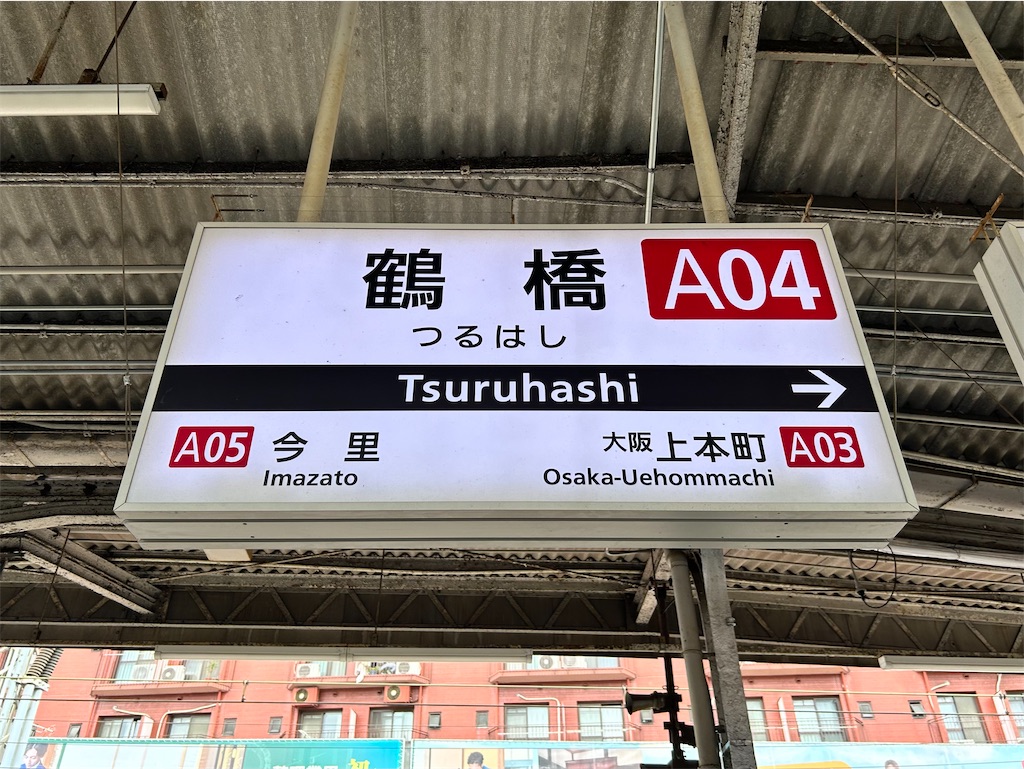 鶴橋 A04
つるはし
Tsuruhashi →
A05 今里 大阪上本町 A03
Imazato Osaka-Uehommachi